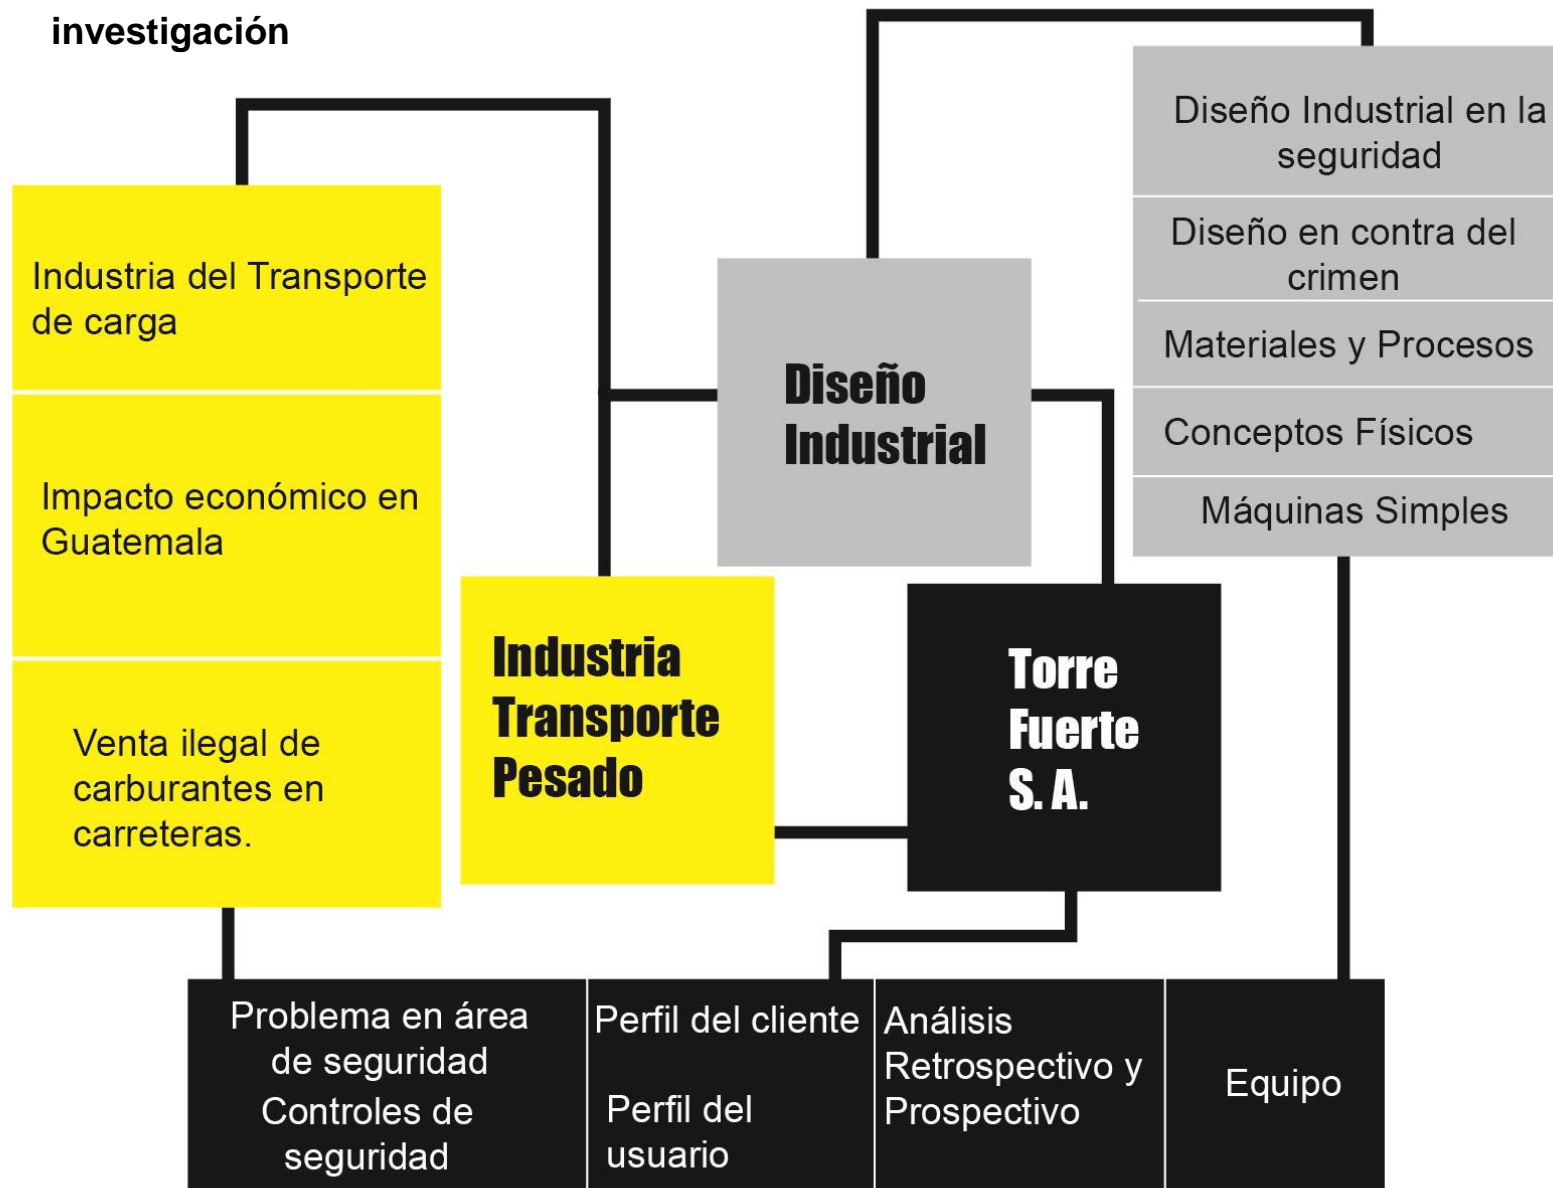 investigación
Industria del Transporte
de carga
Impacto económico en
Guatemala
Venta ilegal de
carburantes en
carreteras.
Industria
Transporte
Pesado
Diseño
Industrial
Torre
Fuerte
S. A.
Diseño Industrial en la
seguridad
Diseño en contra del
crimen
Materiales y Procesos
Conceptos Físicos
Máquinas Simples
Problema en área
de seguridad
Controles de
seguridad
Perfil del cliente
Perfil del
usuario
Análisis
Retrospectivo y
Prospectivo
Equipo